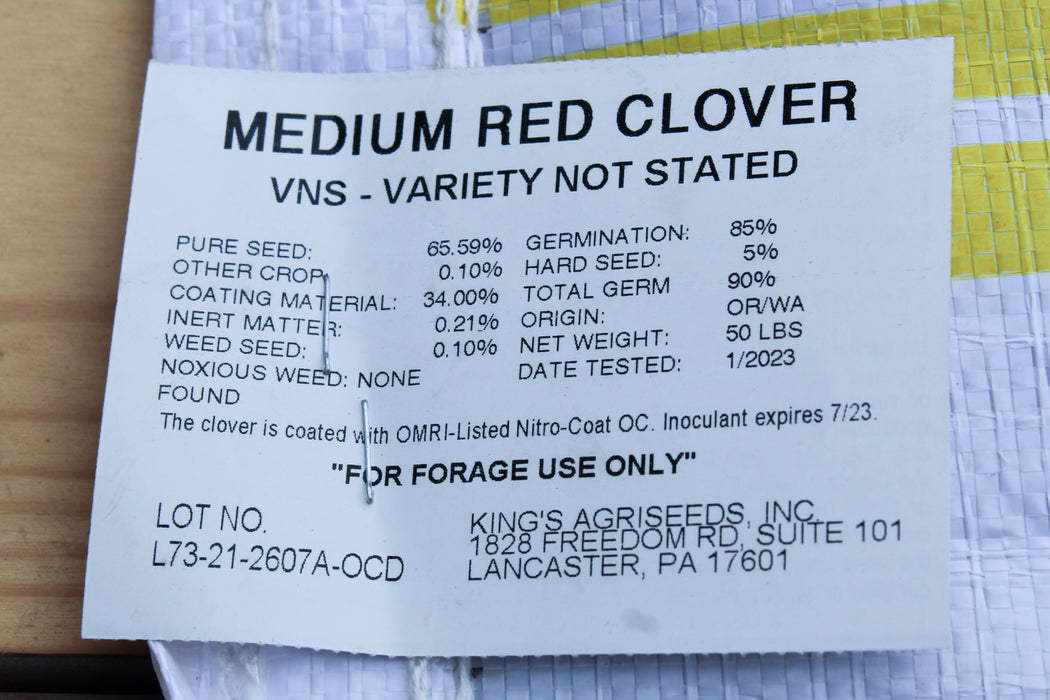 MEDIUM RED CLOVER
VNS - VARIETY NOT STATED
PURE SEED: 65.59% GERMINATION: 85%
OTHER CROP: 0.10% HARD SEED: 5%
COATING MATERIAL: 34.00% TOTAL GERM 90%
INERT MATTER: 0.21% ORIGIN: OR/WA
WEED SEED: 0.10% NET WEIGHT: 50 LBS
NOXIOUS WEED: NONE DATE TESTED: 1/2023
FOUND
The clover is coated with OMRI-Listed Nitro-Coat OC. Inoculant expires 7/23.
"FOR FORAGE USE ONLY"
LOT NO.
L73-21-2607A-OCD
KING'S AGRISEEDS, INC.
1828 FREEDOM RD, SUITE 101
LANCASTER, PA 17601